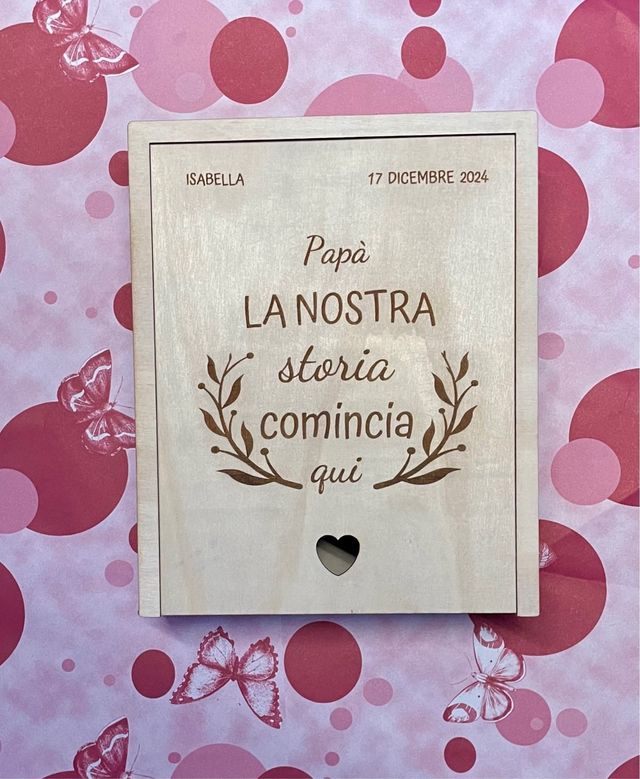 ISABELLA 17 DICEMBRE 2024
Papà
LA NOSTRA
storia
comincia
qui